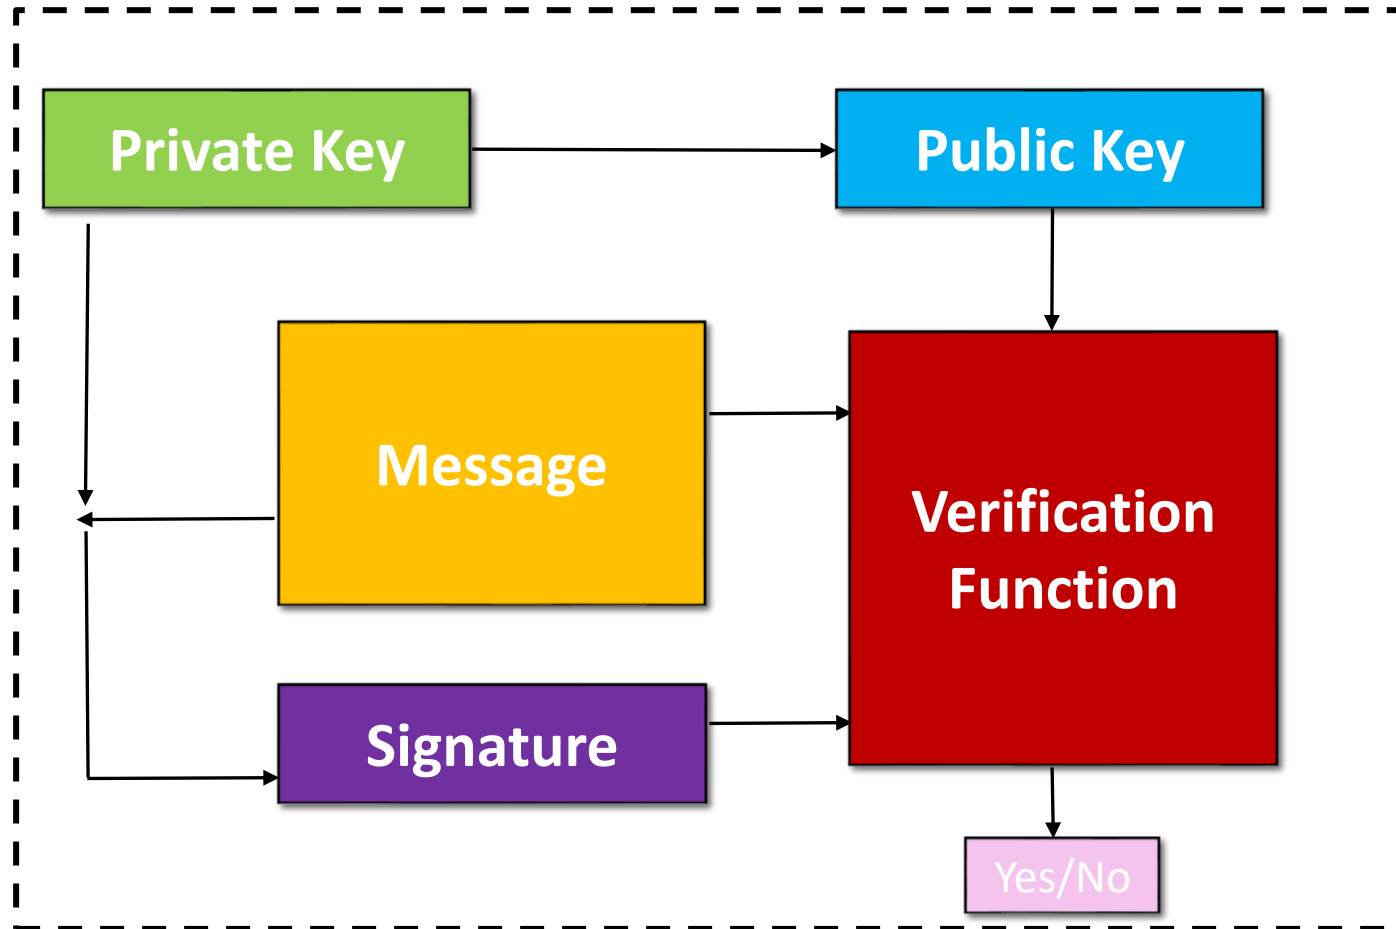 Private Key
Public Key
Message
Verification
Function
Signature
Yes/No